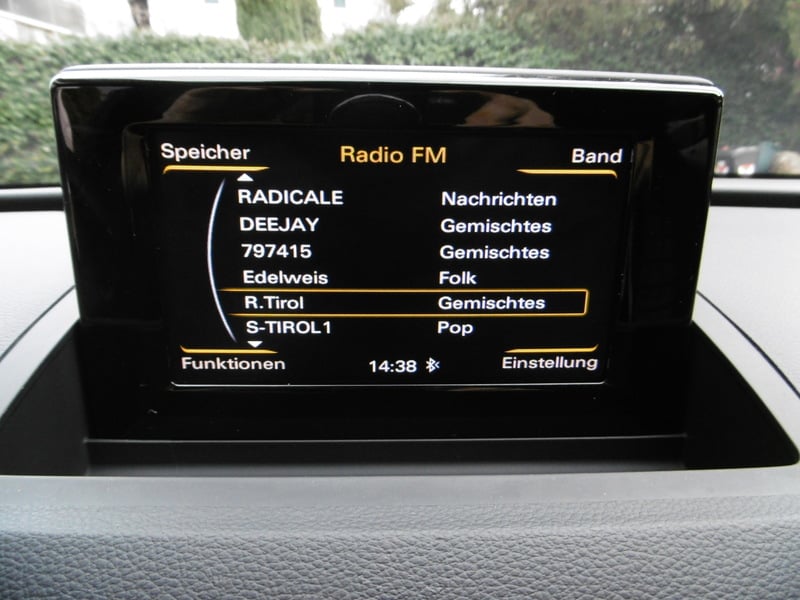 Speicher Radio FM Band
RADICALE Nachrichten
DEEJAY Gemischtes
797415 Gemischtes
Edelweis Folk
R.Tirol Gemischtes
S-TIROL1 Pop
Funktionen 14:38 Einstellung